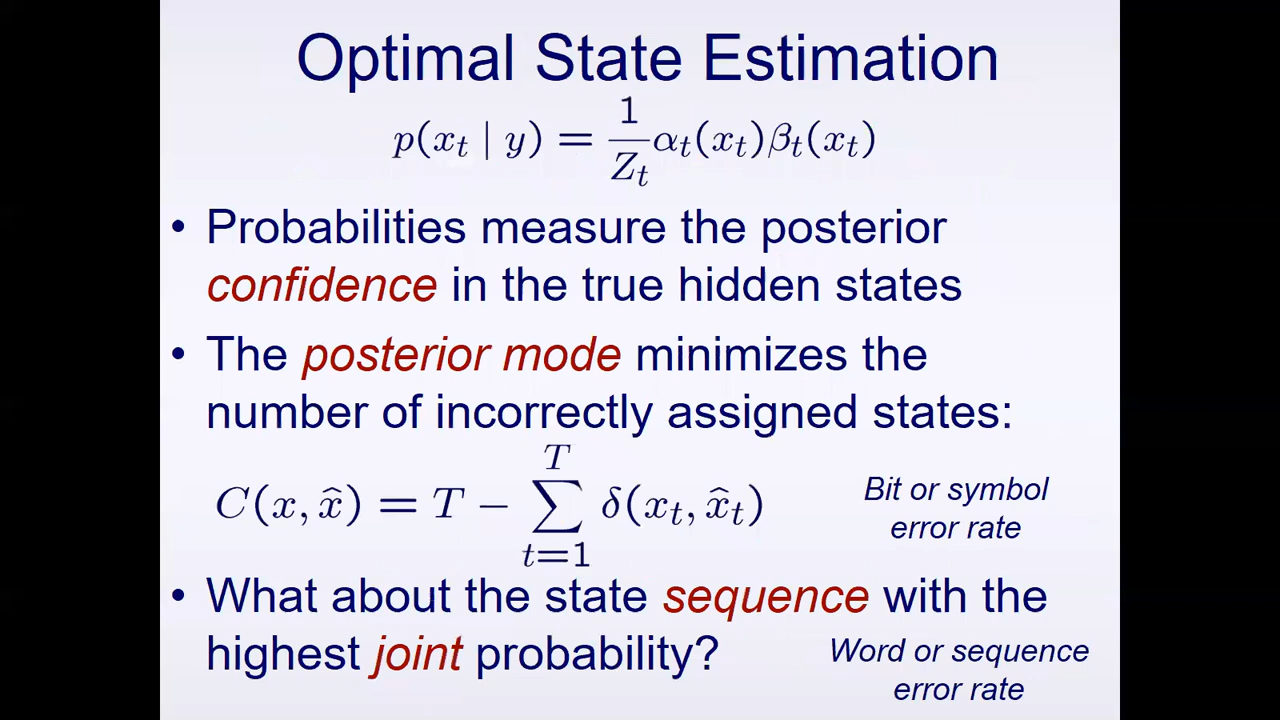 Optimal State Estimation
p(x_t | y) = \frac{1}{Z_t} α_t(x_t)β_t(x_t)
• Probabilities measure the posterior
confidence in the true hidden states
• The posterior mode minimizes the
number of incorrectly assigned states:
C(x, \hat{x}) = T − \sum_{t=1}^{T} δ(x_t, \hat{x}_t)
Bit or symbol
error rate
• What about the state sequence with the
highest joint probability?
Word or sequence
error rate